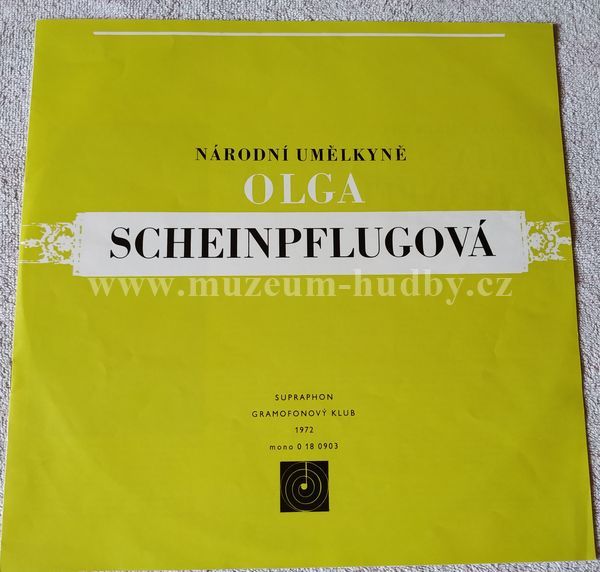 NÁRODNÍ UMĚLKYNĚ
OLGA
SCHEINPFLUGOVÁ
www.muzeum-hudby.cz
SUPRAPHON
GRAMOFONOVÝ KLUB
1972
mono 0 18 0903